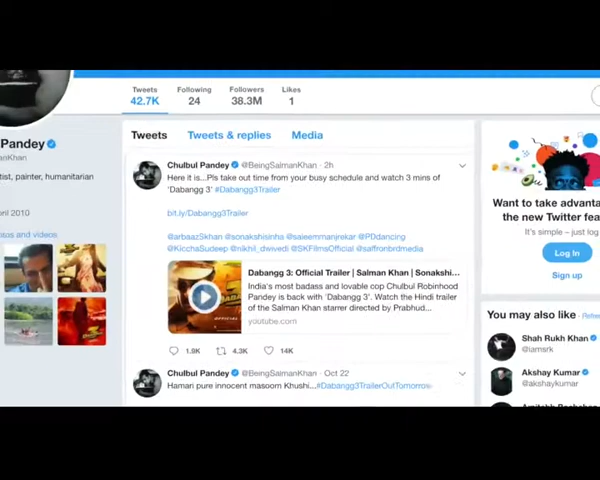 Tweets Following Followers Likes
42.7K 24 38.3M 1
Pandey
nKhan
tist, painter, humanitarian
pril 2010
otos and videos
Tweets Tweets & replies Media
Chulbul Pandey @BeingSalmanKhan · 2h
Here it is...Pls take out time from your busy schedule and watch 3 mins of
'Dabangg 3' #Dabangg3Trailer
bit.ly/Dabangg3Trailer
@arbaazSkhan @sonakshisinha @saieemmanjrekar @PDdancing
@KicchaSudeep @nikhil_dwivedi @SKFilmsOfficial @saffronbrdmedia
Dabangg 3: Official Trailer | Salman Khan | Sonakshi...
India's most badass and lovable cop Chulbul Robinhood
Pandey is back with 'Dabangg 3'. Watch the Hindi trailer
of the Salman Khan starrer directed by Prabhud...
youtube.com
4.3K 14K
Chulbul Pandey @BeingSalmanKhan · Oct 22
Hamari pure innocent masoom Khushi...#Dabangg3TrailerOutTomorrow
Want to take advanta
the new Twitter fea
It's simple – just log
Log In
Sign up
You may also like · Refre
Shah Rukh Khan
@iamsrk
Akshay Kumar
@akshaykumar